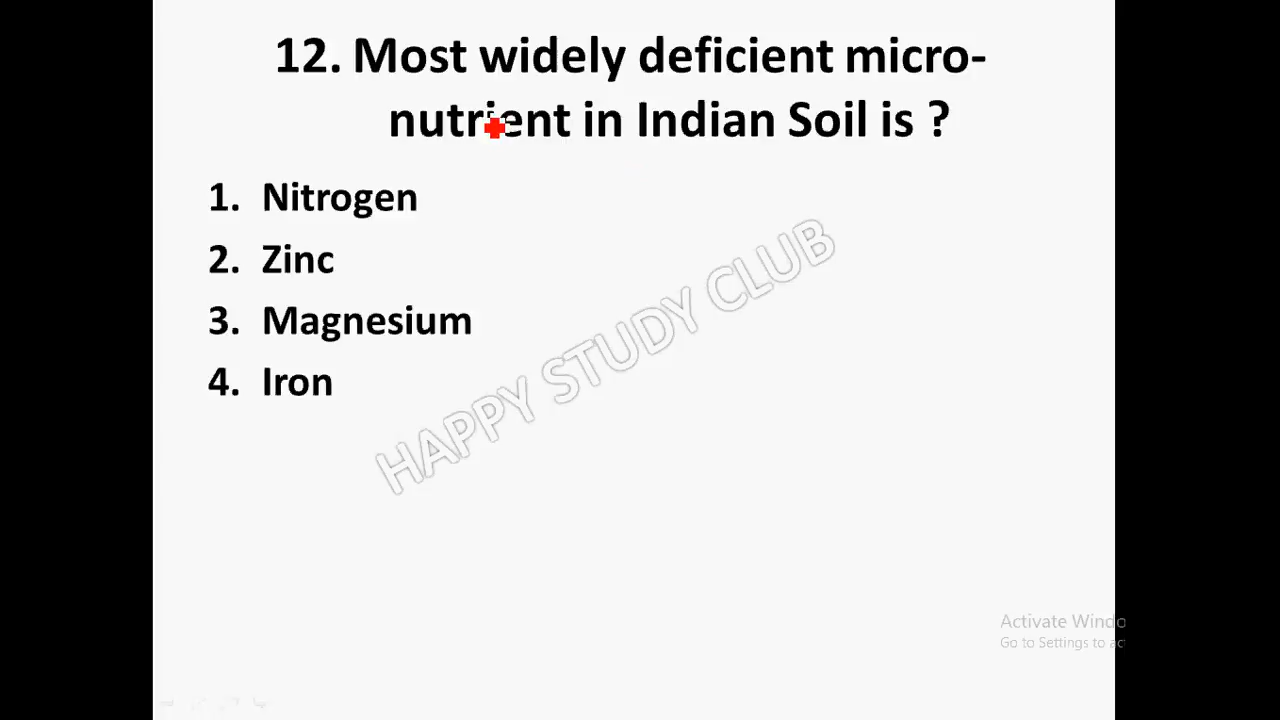 12. Most widely deficient micro-
nutrient in Indian Soil is ?
1. Nitrogen
2. Zinc
3. Magnesium
4. Iron
HAPPY STUDY CLUB
Activate Windo
Go to Settings to ac